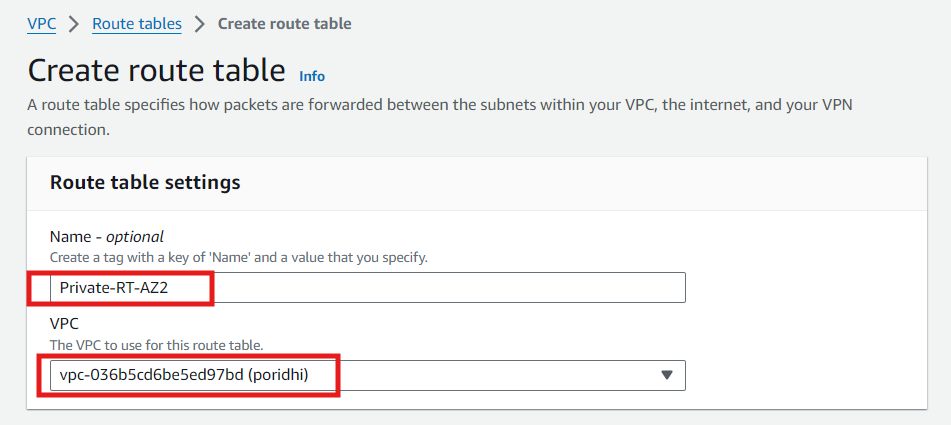 VPC > Route tables > Create route table
Create route table Info
A route table specifies how packets are forwarded between the subnets within your VPC, the internet, and your VPN
connection.
Route table settings
Name - optional
Create a tag with a key of 'Name' and a value that you specify.
Private-RT-AZ2
VPC
The VPC to use for this route table.
vpc-036b5cd6be5ed97bd (poridhi)